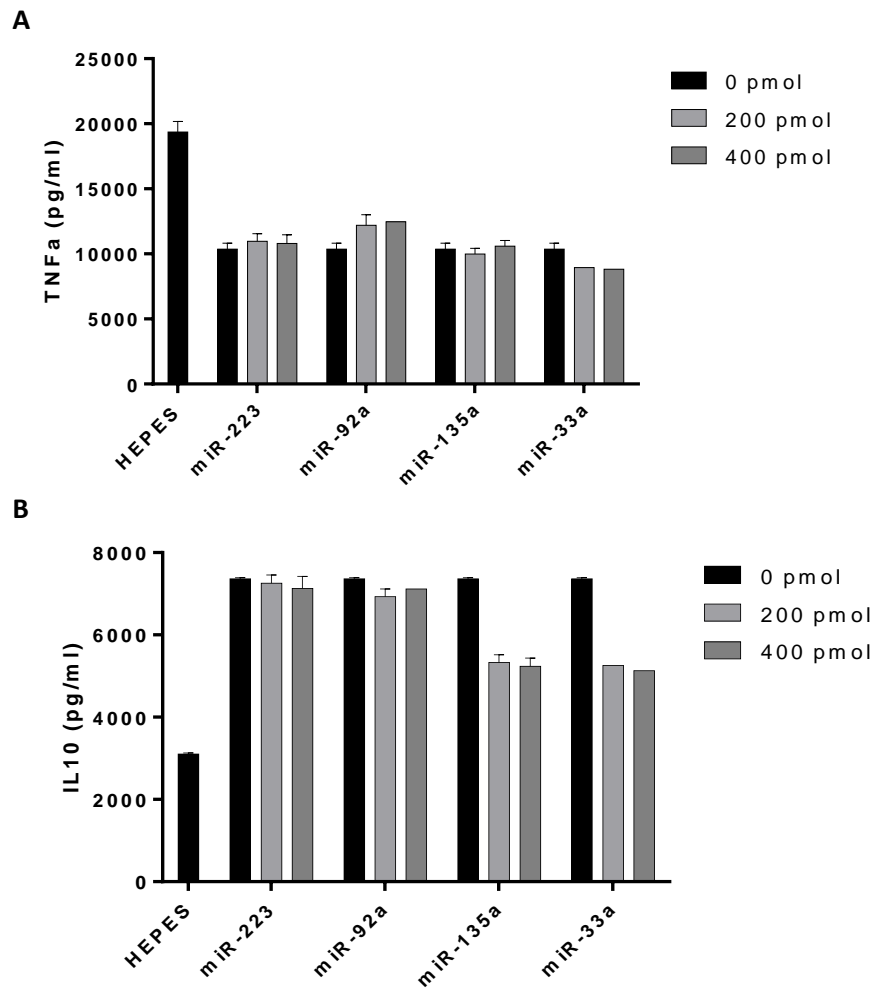 A
25000
20000
15000
10000
5000
0
TNFa (pg/ml)
HEPES
miR-223
miR-92a
miR-135a
miR-33a
0 pmol
200 pmol
400 pmol
B
8000
6000
4000
2000
0
IL10 (pg/ml)
HEPES
miR-223
miR-92a
miR-135a
miR-33a
0 pmol
200 pmol
400 pmol